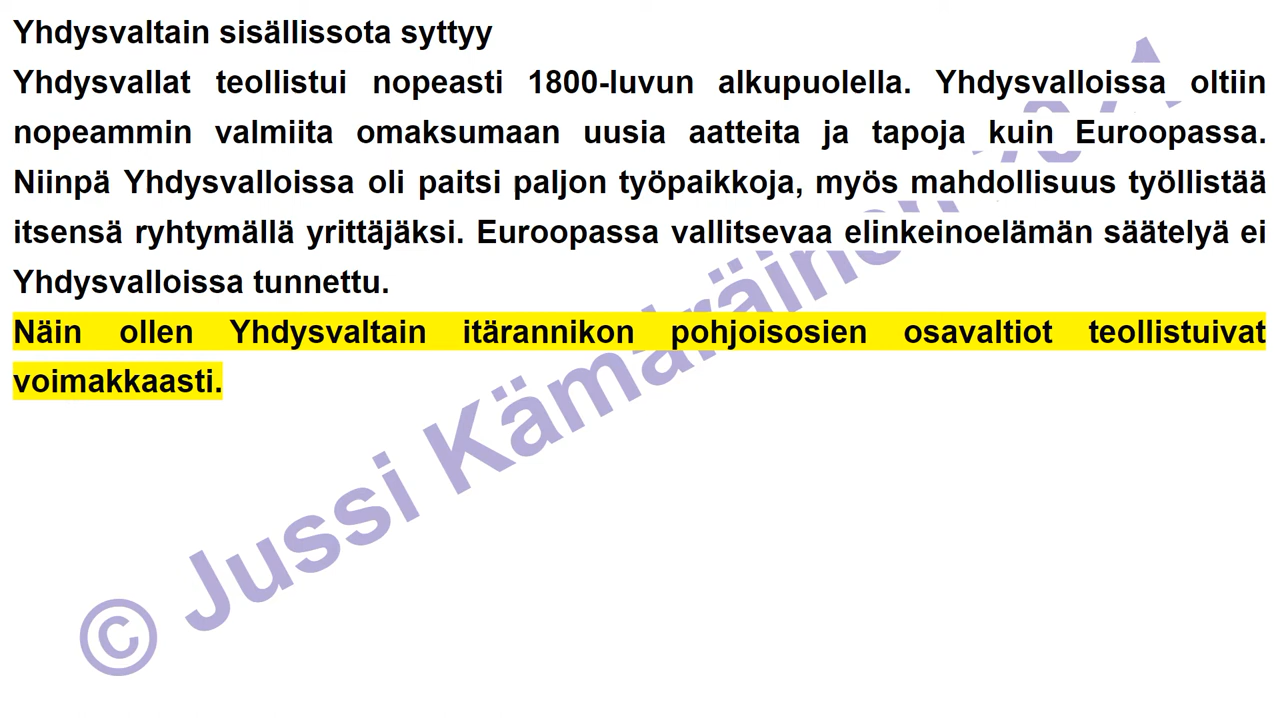 Yhdysvaltain sisällissota syttyy
Yhdysvallat teollistui nopeasti 1800-luvun alkupuolella. Yhdysvalloissa oltiin
nopeammin valmiita omaksumaan uusia aatteita ja tapoja kuin Euroopassa.
Niinpä Yhdysvalloissa oli paitsi paljon työpaikkoja, myös mahdollisuus työllistää
itsensä ryhtymällä yrittäjäksi. Euroopassa vallitsevaa elinkeinoelämän säätelyä ei
Yhdysvalloissa tunnettu.
Näin ollen Yhdysvaltain itärannikon pohjoisosien osavaltiot teollistuivat
voimakkaasti.
© Jussi Kämäräinen